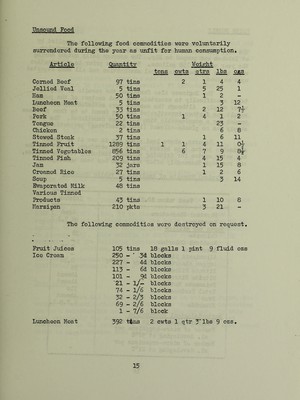 Unsound Food
The following food commodities were voluntarily
surrendered during the year as unfit for human consumption.
Article Quantity Weight
tons cwts qtrs lbs ozs
Corned Beef 97 tins 2 1 4 4
Jellied Veal 5 tins 5 25 1
Ham 50 tins 1 2 -
Luncheon Meat 5 tins 3 12
Beef 33 tins 2 12 7½
Pork 50 tins 1 4 1 2
Tongue 22 tins 23 -
Chicken 2 tins 6 8
Stewed Steak 37 tins 1 6 11
Tinned Fruit 1289 tins 1 1 4 11 0½
Tinned Vegetables 856 tins 6 7 9 8½
Tinned Fish 209 tins 4 15 4
Jam 32 jars 1 15 8
Creamed Rice 27 tins 1 2 6
Soup 5 tins 3 14
Evaporated Milk 48 tins
Various Tinned
Products 43 tins 1 10 8
Marzipan 210 pkts 3 21 -
The following commodities were destroyed on request.
Fruit Juices 105 tins 18 galls 1 pint 9 fluid ozs
Ice Cream 250 - 3d blocks
227 - 4d blocks
113 - 6d blocks
101 - 9d blocks
21 - 1/- blocks
74 - 1/6 blocks
32 - 2/3 blocks
69 - 2/6 blocks
1 - 7/6 block
Luncheon Meat 392 tins 2 cwts 1 qtr 3 lbs 9 ozs.
15